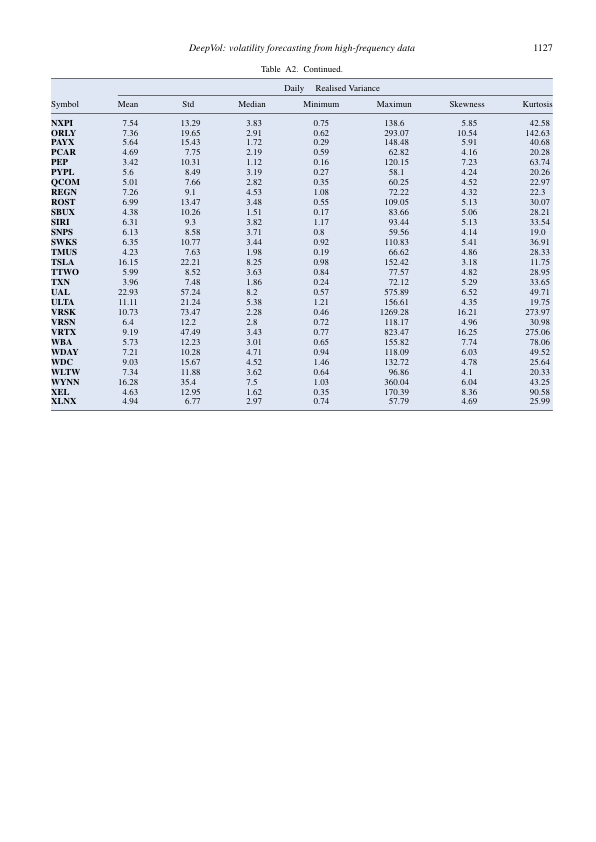 DeepVol: volatility forecasting from high-frequency data 1127
Table A2. Continued.
Daily Realised Variance
Symbol Mean Std Median Minimum Maximun Skewness Kurtosis
NXPI 7.54 13.29 3.83 0.75 138.6 5.85 42.58
ORLY 7.36 19.65 2.91 0.62 293.07 10.54 142.63
PAYX 5.64 15.43 1.72 0.29 148.48 5.91 40.68
PCAR 4.69 7.75 2.19 0.59 62.82 4.16 20.28
PEP 3.42 10.31 1.12 0.16 120.15 7.23 63.74
PYPL 5.6 8.49 3.19 0.27 58.1 4.24 20.26
QCOM 5.01 7.66 2.82 0.35 60.25 4.52 22.97
REGN 7.26 9.1 4.53 1.08 72.22 4.32 22.3
ROST 6.99 13.47 3.48 0.55 109.05 5.13 30.07
SBUX 4.38 10.26 1.51 0.17 83.66 5.06 28.21
SIRI 6.31 9.3 3.82 1.17 93.44 5.13 33.54
SNPS 6.13 8.58 3.71 0.8 59.56 4.14 19.0
SWKS 6.35 10.77 3.44 0.92 110.83 5.41 36.91
TMUS 4.23 7.63 1.98 0.19 66.62 4.86 28.33
TSLA 16.15 22.21 8.25 0.98 152.42 3.18 11.75
TTWO 5.99 8.52 3.63 0.84 77.57 4.82 28.95
TXN 3.96 7.48 1.86 0.24 72.12 5.29 33.65
UAL 22.93 57.24 8.2 0.57 575.89 6.52 49.71
ULTA 11.11 21.24 5.38 1.21 156.61 4.35 19.75
VRSK 10.73 73.47 2.28 0.46 1269.28 16.21 273.97
VRSN 6.4 12.2 2.8 0.72 118.17 4.96 30.98
VRTX 9.19 47.49 3.43 0.77 823.47 16.25 275.06
WBA 5.73 12.23 3.01 0.65 155.82 7.74 78.06
WDAY 7.21 10.28 4.71 0.94 118.09 6.03 49.52
WDC 9.03 15.67 4.52 1.46 132.72 4.78 25.64
WLTW 7.34 11.88 3.62 0.64 96.86 4.1 20.33
WYNN 16.28 35.4 7.5 1.03 360.04 6.04 43.25
XEL 4.63 12.95 1.62 0.35 170.39 8.36 90.58
XLNX 4.94 6.77 2.97 0.74 57.79 4.69 25.99